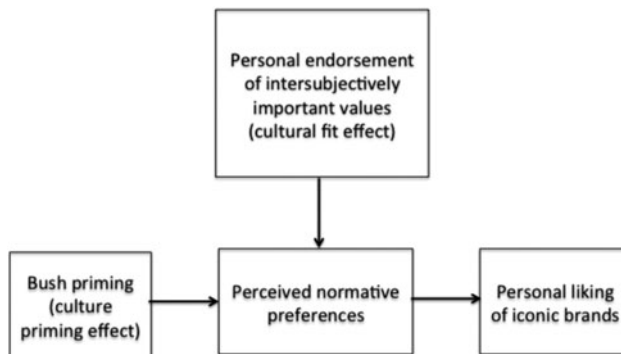 Personal endorsement
of intersubjectively
important values
(cultural fit effect)
Bush priming
(culture
priming effect)
Perceived normative
preferences
Personal liking
of iconic brands